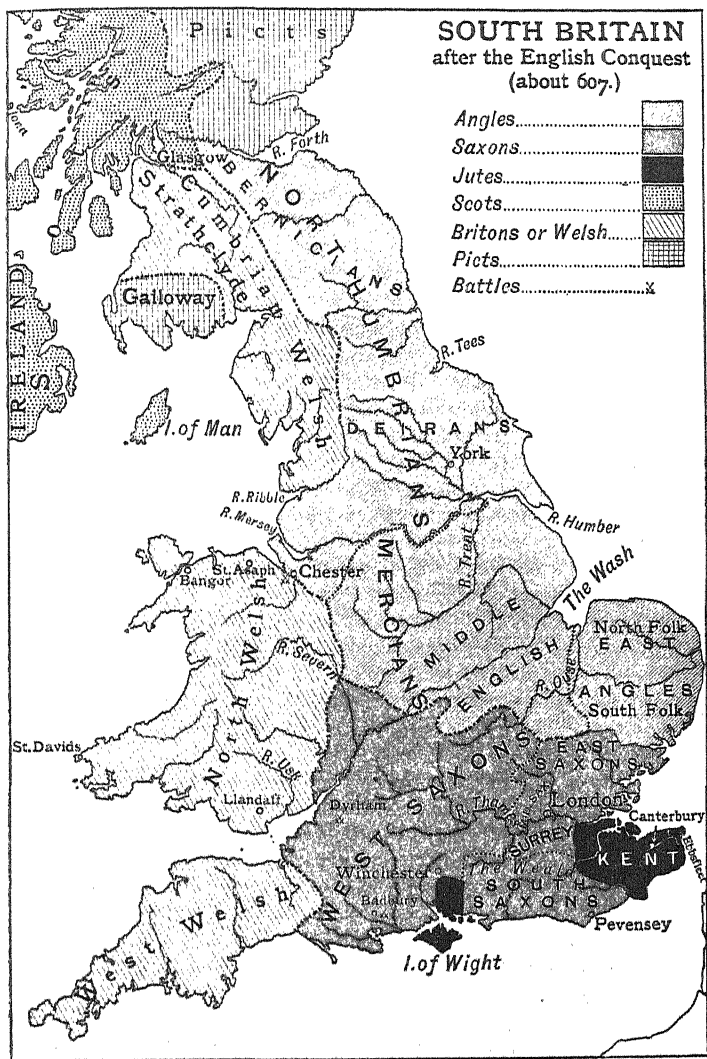 SOUTH BRITAIN
after the English Conquest
(about 607.)
Angles
Saxons
Jutes
Scots
Britons or Welsh
Picts
Battles x
Picts
Glasgow
R. Forth
NORTHUMBRIANS
BERNICIANS
Cumbrian Welsh
Strathclyde
Galloway
IRELAND
S
I. of Man
R. Tees
DEIRANS
York
R. Ribble
R. Mersey
R. Humber
R. Trent
The Wash
St. Asaph
Bangor
Chester
MERCIANS
MIDDLE
ENGLISH
North Folk
EAST
ANGLES
South Folk
R. Ouse
North Welsh
R. Severn
St. Davids
R. Usk
Llandaff
WEST SAXONS
EAST
SAXONS
Dyrham
London
Canterbury
SURREY
KENT
Ebbsfleet
Winchester
SOUTH
SAXONS
Badbury
Pevensey
West Welsh
I. of Wight